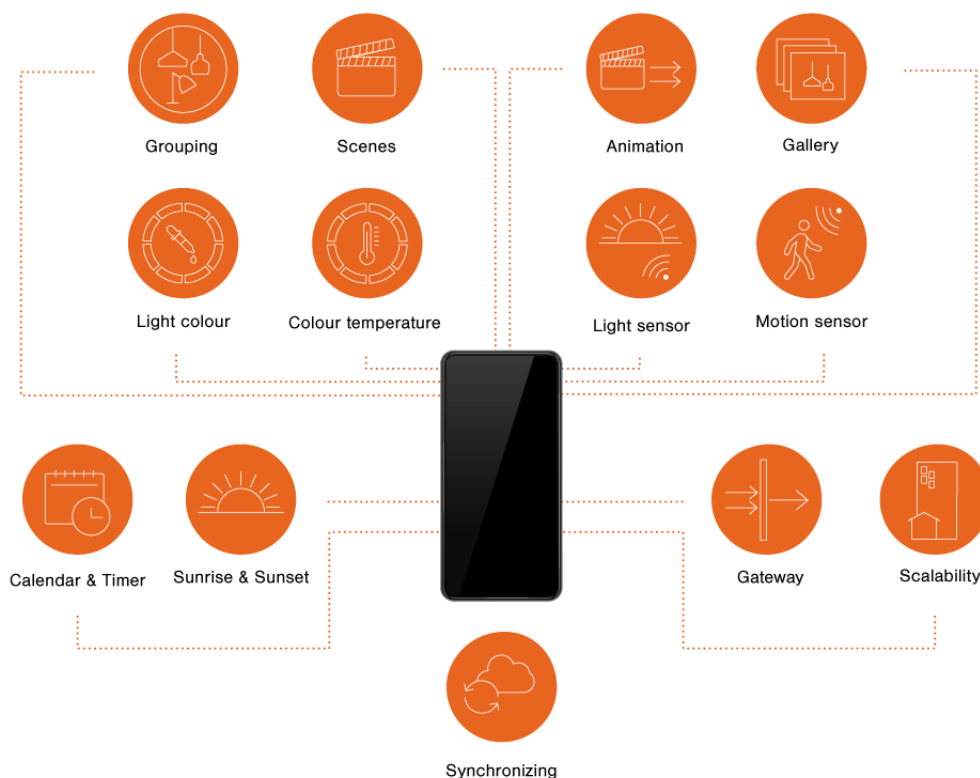 Grouping
Scenes
Animation
Gallery
Light colour
Colour temperature
Light sensor
Motion sensor
Calendar & Timer
Sunrise & Sunset
Gateway
Scalability
Synchronizing